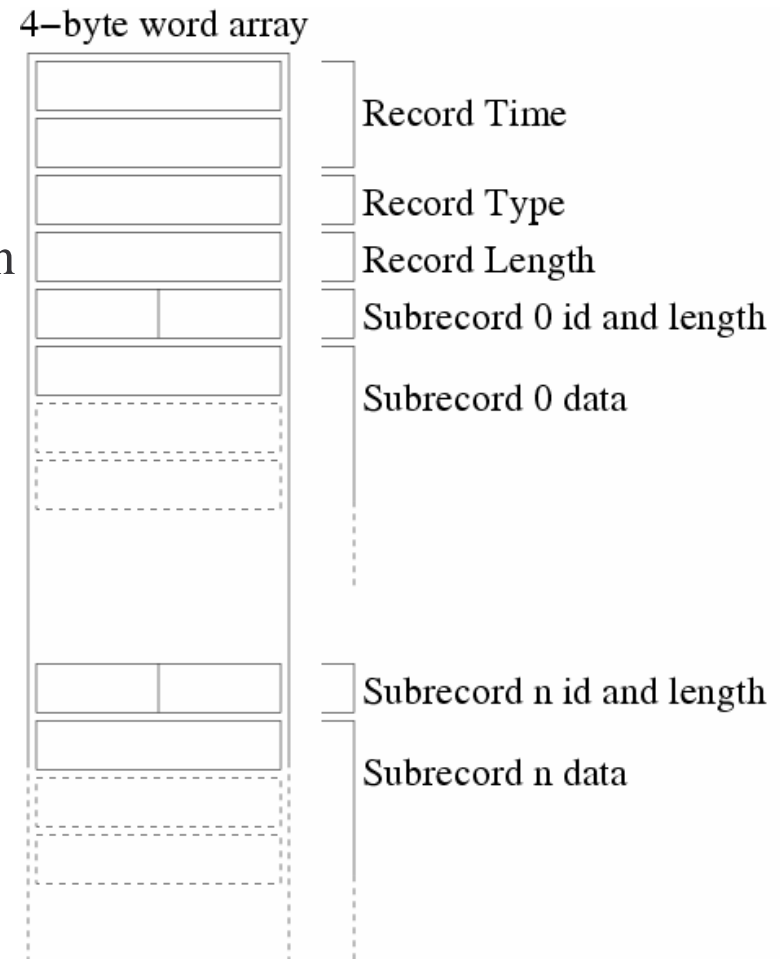 4−byte word array
Record Time
Record Type
n
Record Length
Subrecord 0 id and length
Subrecord 0 data
Subrecord n id and length
Subrecord n data